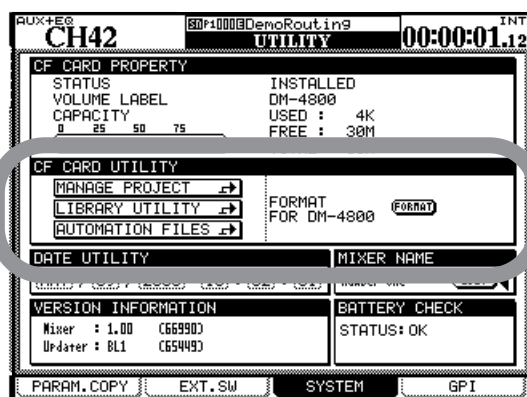 AUX+EQ
CH42
P1000 DemoRouting
UTILITY
INT
00:00:01.12
CF CARD PROPERTY
STATUS INSTALLED
VOLUME LABEL DM-4800
CAPACITY USED : 4K
0 25 50 75
FREE : 30M
CF CARD UTILITY
MANAGE PROJECT
LIBRARY UTILITY
AUTOMATION FILES
FORMAT
FOR DM-4800
FORMAT
DATE UTILITY
MIXER NAME
VERSION INFORMATION
Mixer : 1.00 (66990)
Updater : BL1 (65449)
BATTERY CHECK
STATUS: OK
PARAM.COPY EXT.SW SYSTEM GPI